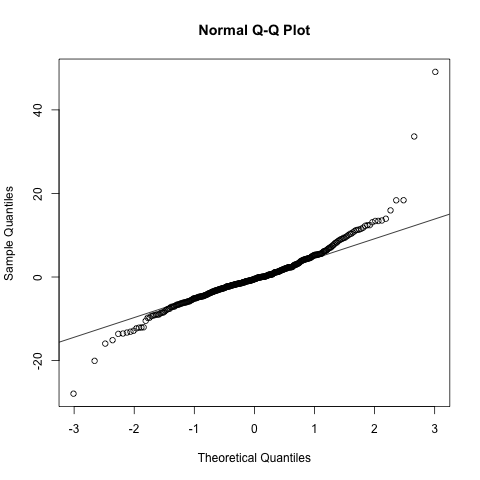 Normal Q-Q Plot
Sample Quantiles
40
20
0
-20
-3 -2 -1 0 1 2 3
Theoretical Quantiles